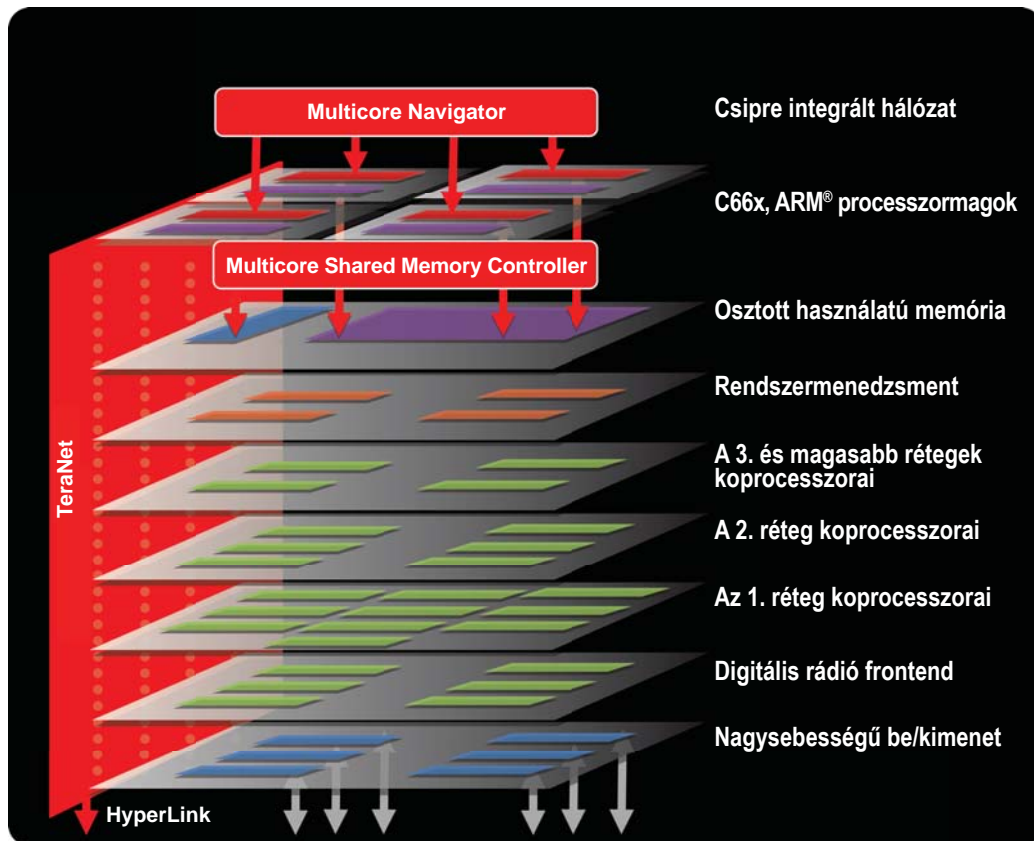 Multicore Navigator
Csipre integrált hálózat
C66x, ARM® processzormagok
Multicore Shared Memory Controller
Osztott használatú memória
Rendszermenedzsment
TeraNet
A 3. és magasabb rétegek
koprocesszorai
A 2. réteg koprocesszorai
Az 1. réteg koprocesszorai
Digitális rádió frontend
Nagysebességű be/kimenet
HyperLink